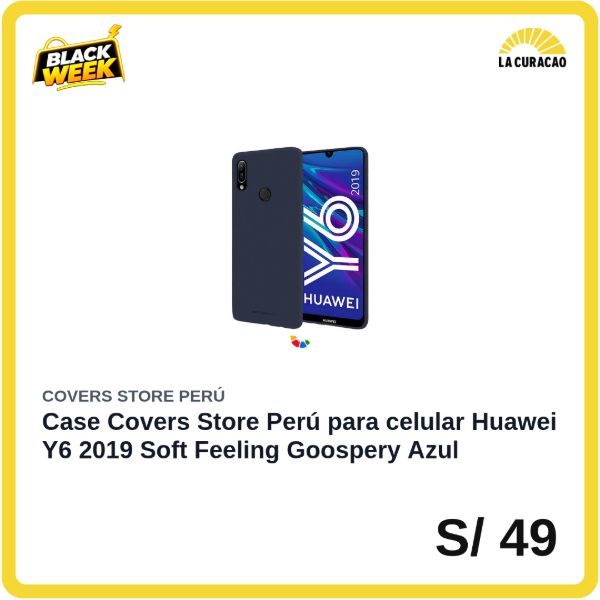 BLACK
WEEK
LA CURACAO
2019
Y6
HUAWEI
HUAWEI
COVERS STORE PERÚ
Case Covers Store Perú para celular Huawei
Y6 2019 Soft Feeling Goospery Azul
S/ 49